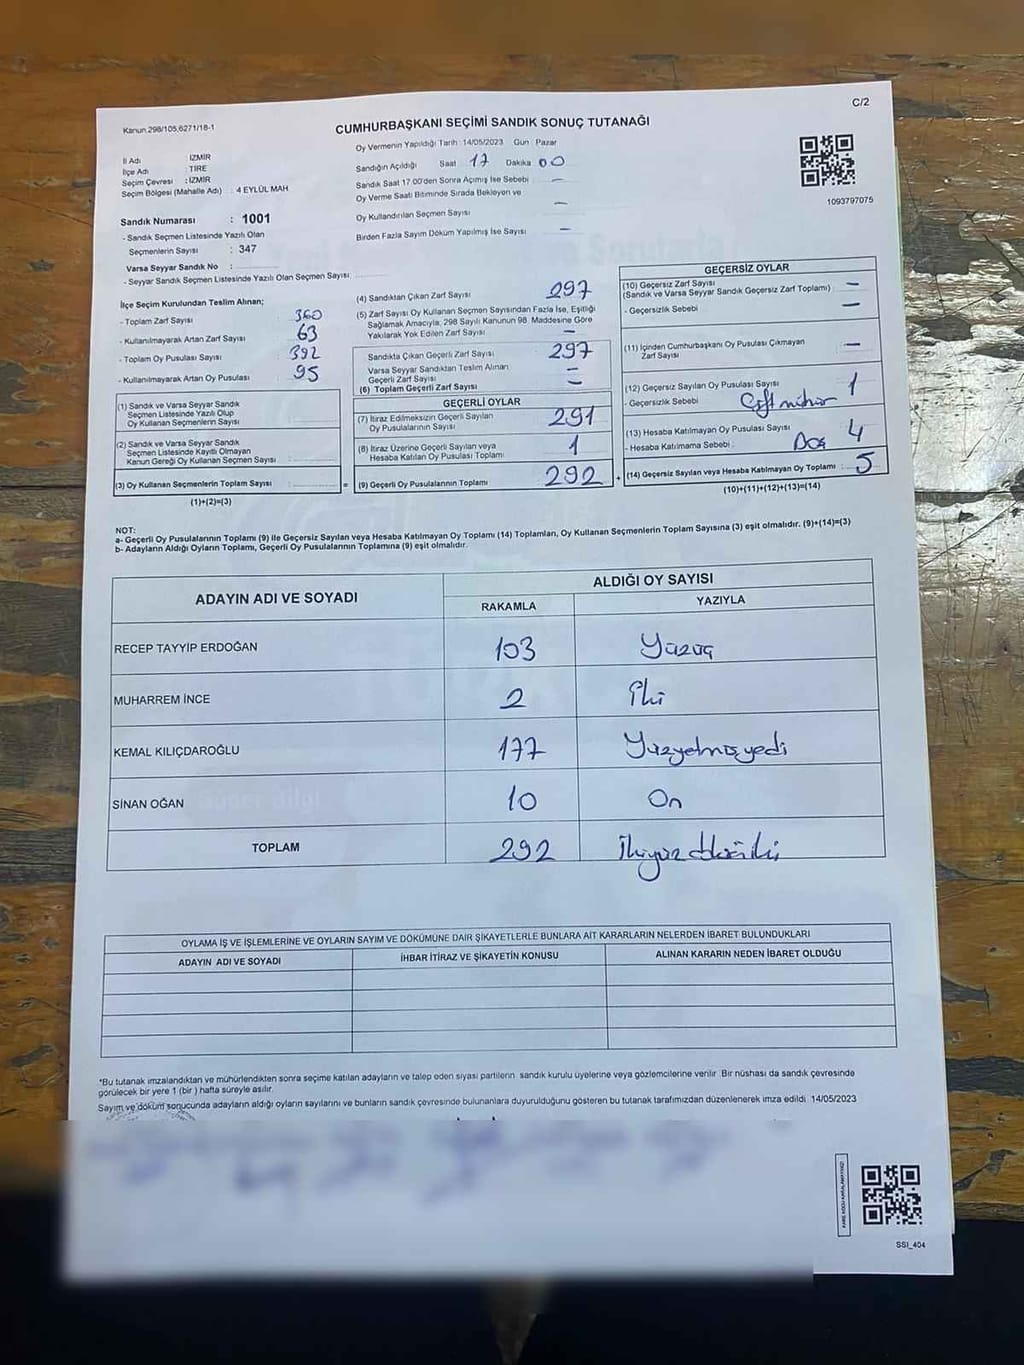 Kanun 298/105,6271/18-1
C/2
CUMHURBAŞKANI SEÇİMİ SANDIK SONUÇ TUTANAĞI
İl Adı : İZMİR
İlçe Adı : TİRE
Seçim Çevresi : İZMİR
Seçim Bölgesi (Mahalle Adı) : 4 EYLÜL MAH
Sandık Numarası : 1001
- Sandık Seçmen Listesinde Yazılı Olan
Seçmenlerin Sayısı : 347
Varsa Seyyar Sandık No :
- Seyyar Sandık Seçmen Listesinde Yazılı Olan Seçmen Sayısı
Oy Vermenin Yapıldığı Tarih : 14/05/2023 Gün : Pazar
Sandığın Açıldığı Saat 17 Dakika 00
Sandık Saat 17.00'den Sonra Açımış İse Sebebi —
Oy Verme Saati Bitiminde Sırada Bekleyen ve
Oy Kullandırılan Seçmen Sayısı —
Birden Fazla Sayım Döküm Yapılmış İse Sayısı —
1093797075
İlçe Seçim Kurulundan Teslim Alınan;
- Toplam Zarf Sayısı : 360
- Kullanılmayarak Artan Zarf Sayısı : 63
- Toplam Oy Pusulası Sayısı : 392
- Kullanılmayarak Artan Oy Pusulası : 95
(1) Sandık ve Varsa Seyyar Sandık
Seçmen Listesinde Yazılı Olup
Oy Kullanan Seçmenlerin Sayısı
(2) Sandık ve Varsa Seyyar Sandık
Seçmen Listesinde Kayıtlı Olmayan
Kanun Gereği Oy Kullanan Seçmen Sayısı :
(3) Oy Kullanan Seçmenlerin Toplam Sayısı : =
(1)+(2)=(3)
(4) Sandıktan Çıkan Zarf Sayısı 297
(5) Zarf Sayısı Oy Kullanan Seçmen Sayısından Fazla İse, Eşitliği
Sağlamak Amacıyla, 298 Sayılı Kanunun 98. Maddesine Göre
Yakılarak Yok Edilen Zarf Sayısı —
Sandıkta Çıkan Geçerli Zarf Sayısı 297
Varsa Seyyar Sandıktan Teslim Alınan
Geçerli Zarf Sayısı —
(6) Toplam Geçerli Zarf Sayısı —
GEÇERLİ OYLAR
(7) İtiraz Edilmeksizin Geçerli Sayılan
Oy Pusulalarının Sayısı 291
(8) İtiraz Üzerine Geçerli Sayılan veya
Hesaba Katılan Oy Pusulası Toplamı 1
(9) Geçerli Oy Pusulalarının Toplamı 292 +
GEÇERSİZ OYLAR
(10) Geçersiz Zarf Sayısı —
(Sandık ve Varsa Seyyar Sandık Geçersiz Zarf Toplamı)
- Geçersizlik Sebebi —
(11) İçinden Cumhurbaşkanı Oy Pusulası Çıkmayan
Zarf Sayısı —
(12) Geçersiz Sayılan Oy Pusulası Sayısı 1
- Geçersizlik Sebebi Çift mühür
(13) Hesaba Katılmayan Oy Pusulası Sayısı 4
- Hesaba Katılmama Sebebi : Boş
(14) Geçersiz Sayılan veya Hesaba Katılmayan Oy Toplamı : 5
(10)+(11)+(12)+(13)=(14)
NOT:
a- Geçerli Oy Pusulalarının Toplamı (9) ile Geçersiz Sayılan veya Hesaba Katılmayan Oy Toplamı (14) Toplamları, Oy Kullanan Seçmenlerin Toplam Sayısına (3) eşit olmalıdır. (9)+(14)=(3)
b- Adayların Aldığı Oyların Toplamı, Geçerli Oy Pusulalarının Toplamına (9) eşit olmalıdır.
ADAYIN ADI VE SOYADI
ALDIĞI OY SAYISI
RAKAMLA YAZIYLA
RECEP TAYYİP ERDOĞAN 103 Yüzüç
MUHARREM İNCE 2 İki
KEMAL KILIÇDAROĞLU 177 Yüzyetmişyedi
SİNAN OĞAN 10 On
TOPLAM 292 İkiyüz doksaniki
OYLAMA İŞ VE İŞLEMLERİNE VE OYLARIN SAYIM VE DÖKÜMÜNE DAİR ŞİKAYETLERLE BUNLARA AİT KARARLARIN NELERDEN İBARET BULUNDUKLARI
ADAYIN ADI VE SOYADI İHBAR İTİRAZ VE ŞİKAYETİN KONUSU ALINAN KARARIN NEDEN İBARET OLDUĞU
*Bu tutanak imzalandıktan ve mühürlendikten sonra seçime katılan adayların ve talep eden siyasi partilerin sandık kurulu üyelerine veya gözlemcilerine verilir. Bir nüshası da sandık çevresinde
görülecek bir yere 1 (bir) hafta süreyle asılır.
Sayım ve döküm sonucunda adayların aldığı oyların sayılarını ve bunların sandık çevresinde bulunanlara duyurulduğunu gösteren bu tutanak tarafımızdan düzenlenerek imza edildi 14/05/2023
SSI_404